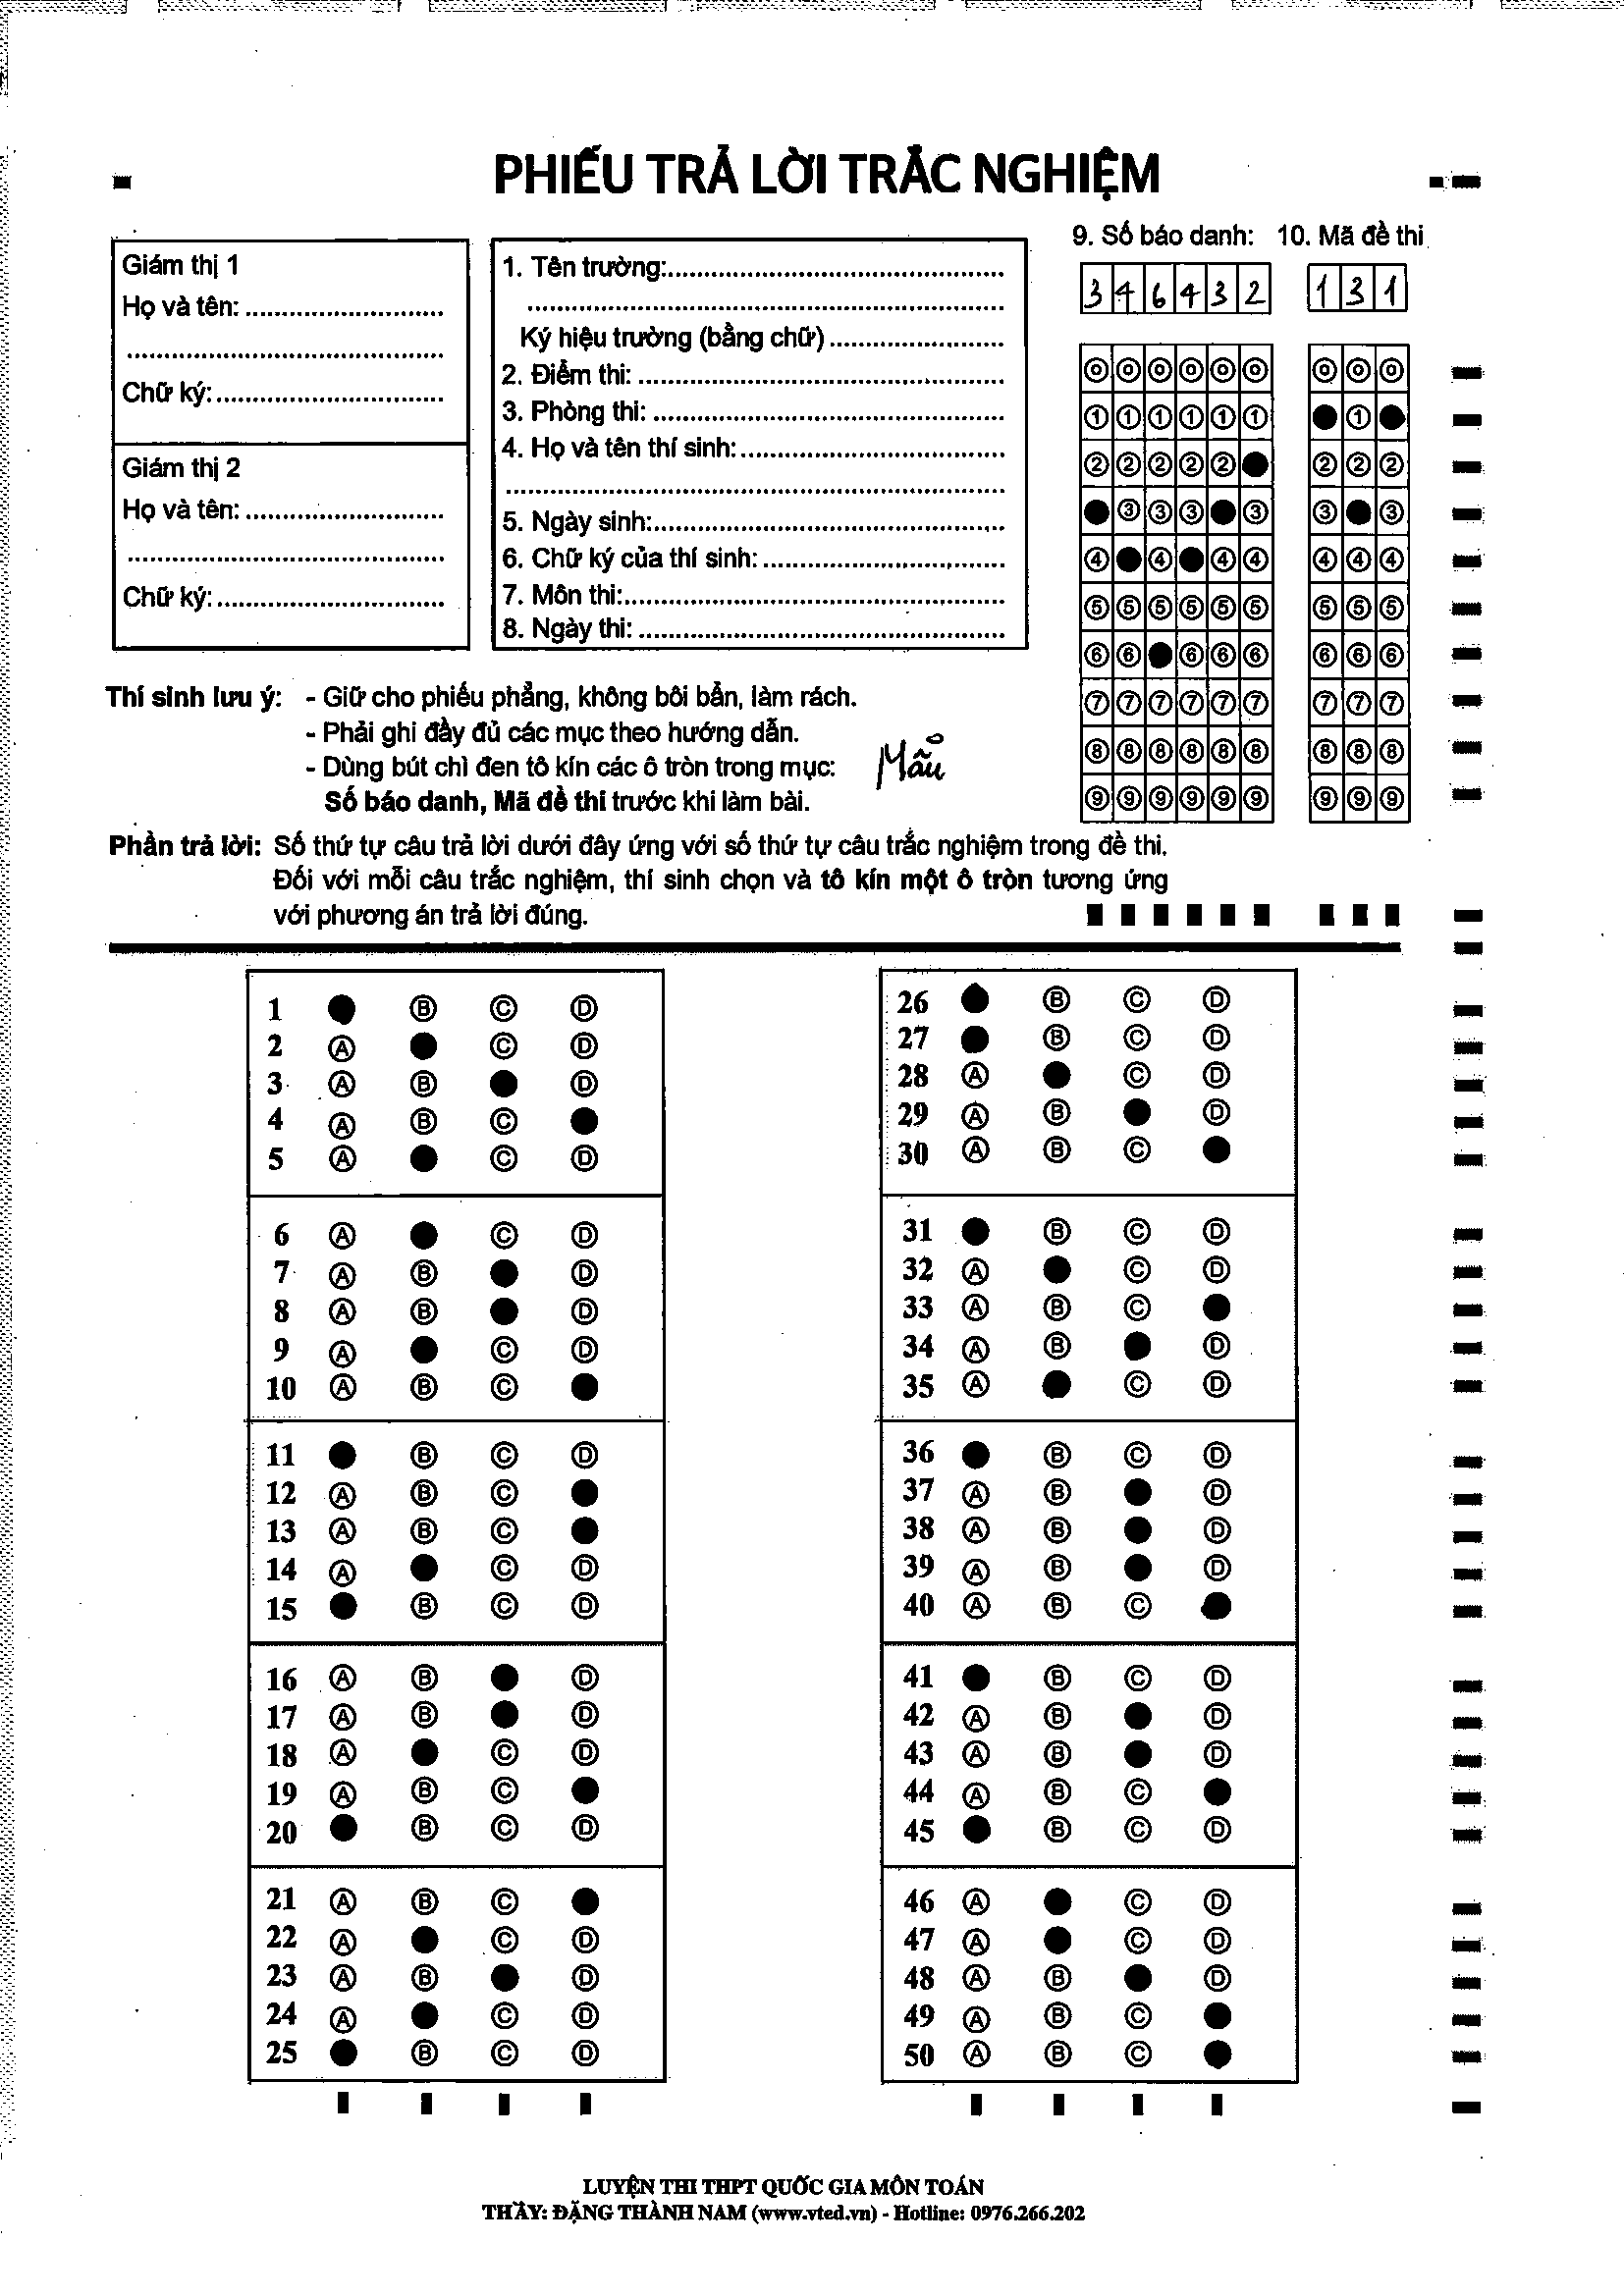 PHIẾU TRẢ LỜI TRẮC NGHIỆM
Giám thị 1
Họ và tên: ...........................
...........................................
Chữ ký: ...............................
Giám thị 2
Họ và tên: ...........................
...........................................
Chữ ký: ...............................
1. Tên trường: ..............................................
.................................................................
Ký hiệu trường (bằng chữ) ........................
2. Điểm thi: ..................................................
3. Phòng thi: ................................................
4. Họ và tên thí sinh: ....................................
....................................................................
5. Ngày sinh: ................................................
6. Chữ ký của thí sinh: .................................
7. Môn thi: ....................................................
8. Ngày thi: ..................................................
9. Số báo danh: 10. Mã đề thi
3 4 6 4 3 2 1 3 1
0 0 0 0 0 0 0 0 0
1 1 1 1 1 1 1
2 2 2 2 2 2 2 2
3 3 3 3 3 3
4 4 4 4 4 4 4
5 5 5 5 5 5 5 5 5
6 6 6 6 6 6 6 6
7 7 7 7 7 7 7 7 7
8 8 8 8 8 8 8 8 8
9 9 9 9 9 9 9 9 9
Thí sinh lưu ý: - Giữ cho phiếu phẳng, không bôi bẩn, làm rách.
- Phải ghi đầy đủ các mục theo hướng dẫn.
- Dùng bút chì đen tô kín các ô tròn trong mục:
Số báo danh, Mã đề thi trước khi làm bài.
Mẫu
Phần trả lời: Số thứ tự câu trả lời dưới đây ứng với số thứ tự câu trắc nghiệm trong đề thi.
Đối với mỗi câu trắc nghiệm, thí sinh chọn và tô kín một ô tròn tương ứng
với phương án trả lời đúng.
1 B C D
2 A C D
3 A B D
4 A B C
5 A C D
6 A C D
7 A B D
8 A B D
9 A C D
10 A B C
11 B C D
12 A B C
13 A B C
14 A C D
15 B C D
16 A B D
17 A B D
18 A C D
19 A B C
20 B C D
21 A B C
22 A C D
23 A B D
24 A C D
25 B C D
26 B C D
27 B C D
28 A C D
29 A B D
30 A B C
31 B C D
32 A C D
33 A B C
34 A B D
35 A C D
36 B C D
37 A B D
38 A B D
39 A B D
40 A B C
41 B C D
42 A B D
43 A B D
44 A B C
45 B C D
46 A C D
47 A C D
48 A B D
49 A B C
50 A B C
LUYỆN THI THPT QUỐC GIA MÔN TOÁN
THẦY: ĐẶNG THÀNH NAM (www.vted.vn) - Hotline: 0976.266.202